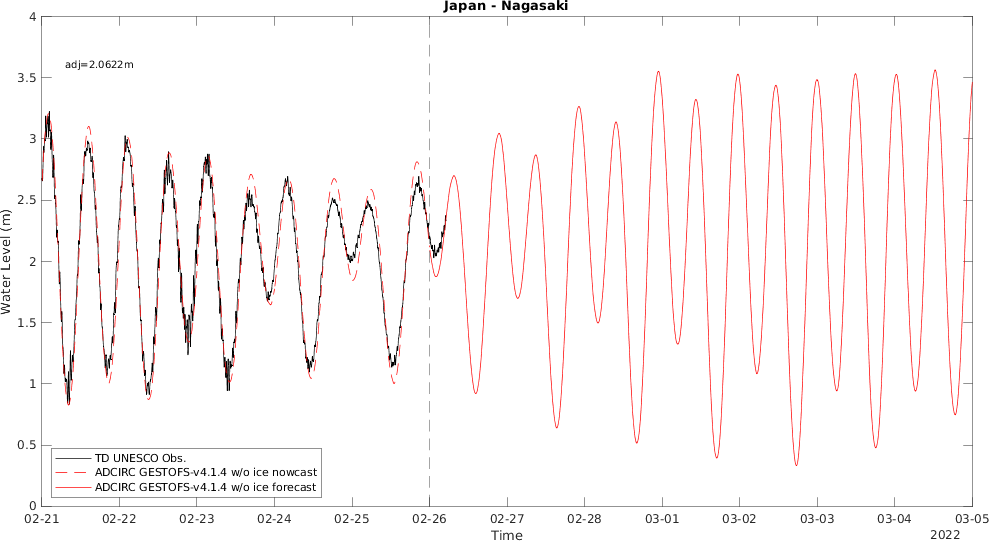 Japan - Nagasaki
adj=2.0622m
Water Level (m)
4
3.5
3
2.5
2
1.5
1
0.5
0
TD UNESCO Obs.
ADCIRC GESTOFS-v4.1.4 w/o ice nowcast
ADCIRC GESTOFS-v4.1.4 w/o ice forecast
02-21 02-22 02-23 02-24 02-25 02-26 02-27 02-28 03-01 03-02 03-03 03-04 03-05
Time
2022